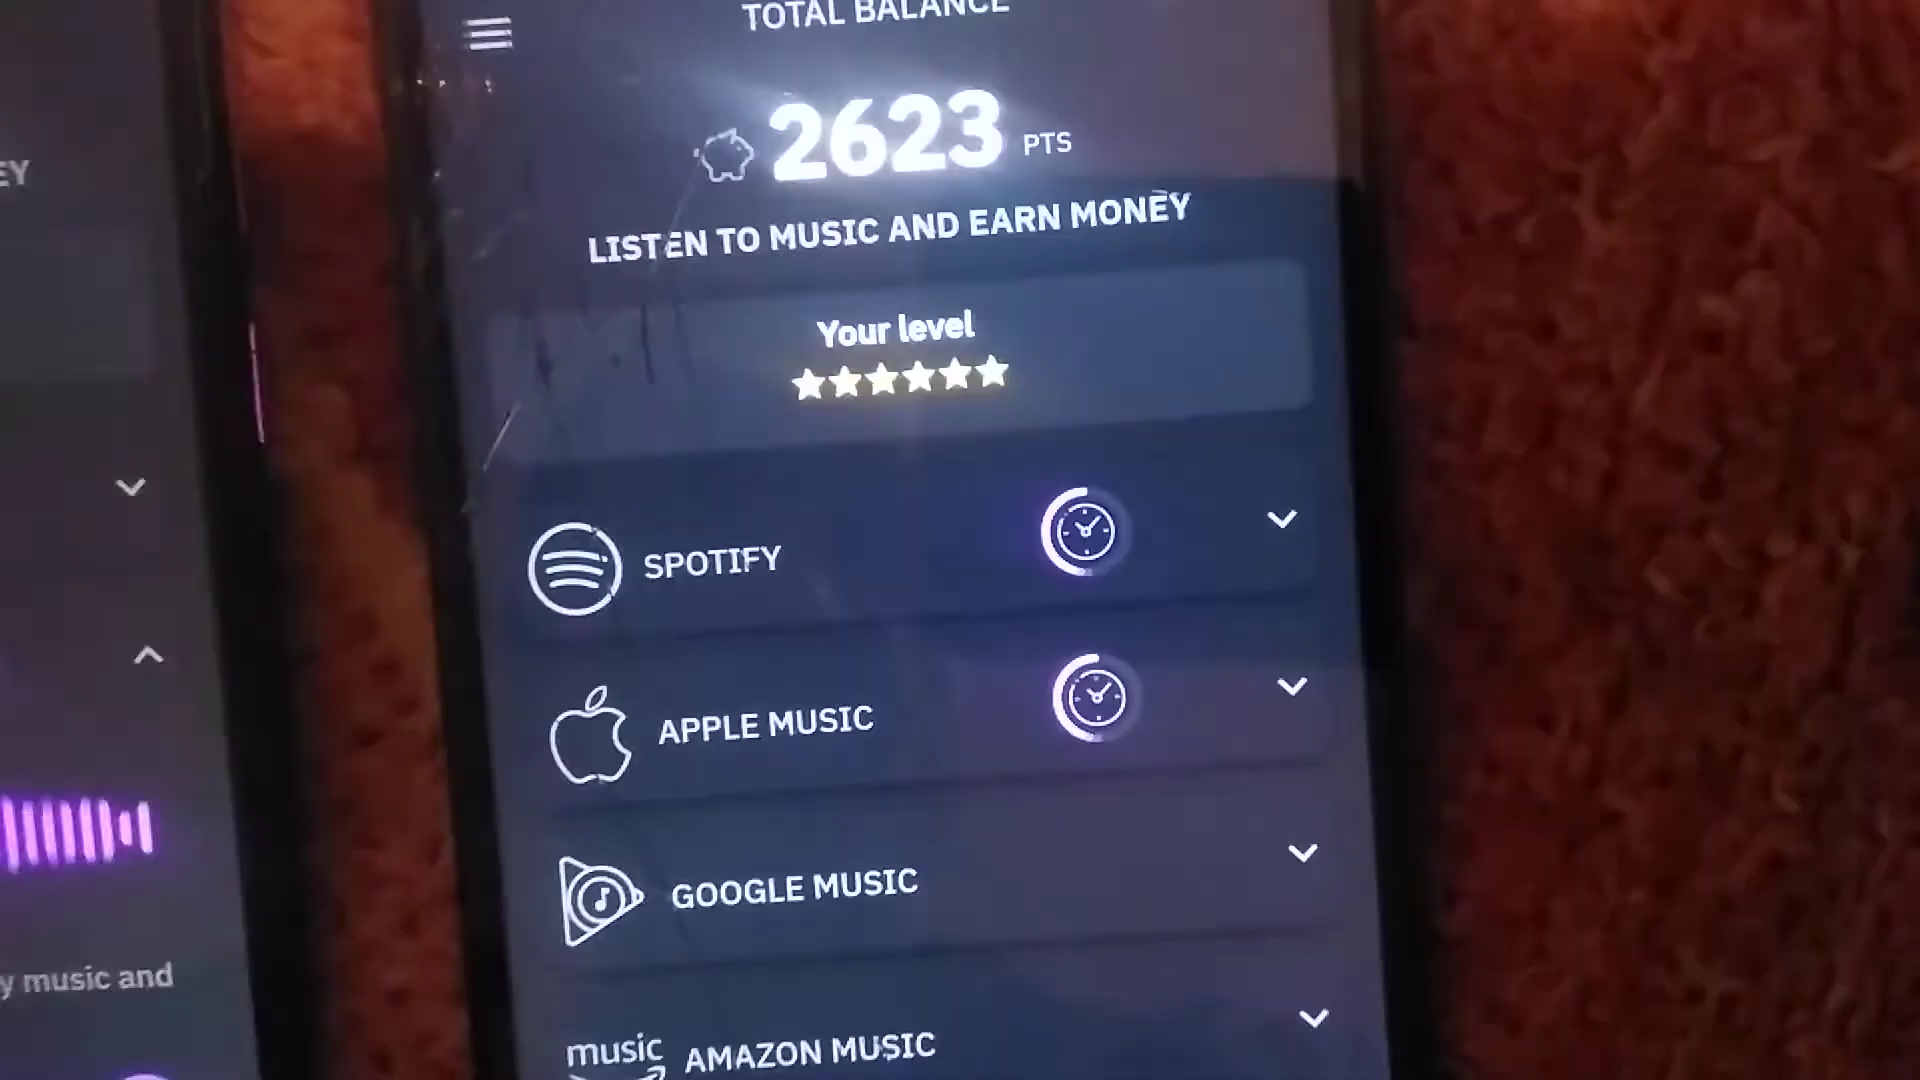 TOTAL BALANCE
2623 PTS
LISTEN TO MUSIC AND EARN MONEY
Your level
SPOTIFY
APPLE MUSIC
GOOGLE MUSIC
music AMAZON MUSIC
EY
y music and